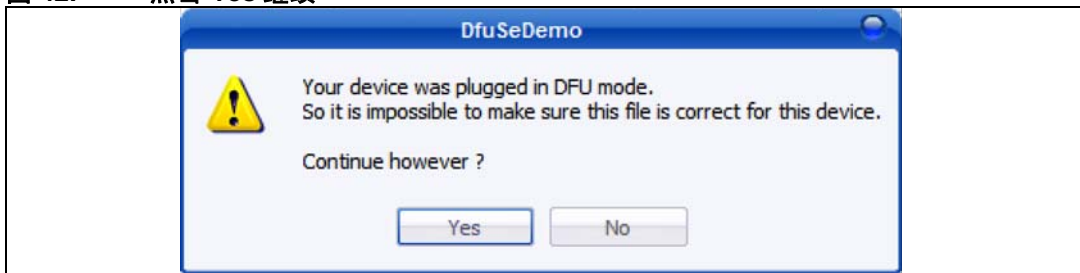 DfuSeDemo
Your device was plugged in DFU mode.
So it is impossible to make sure this file is correct for this device.
Continue however ?
Yes No